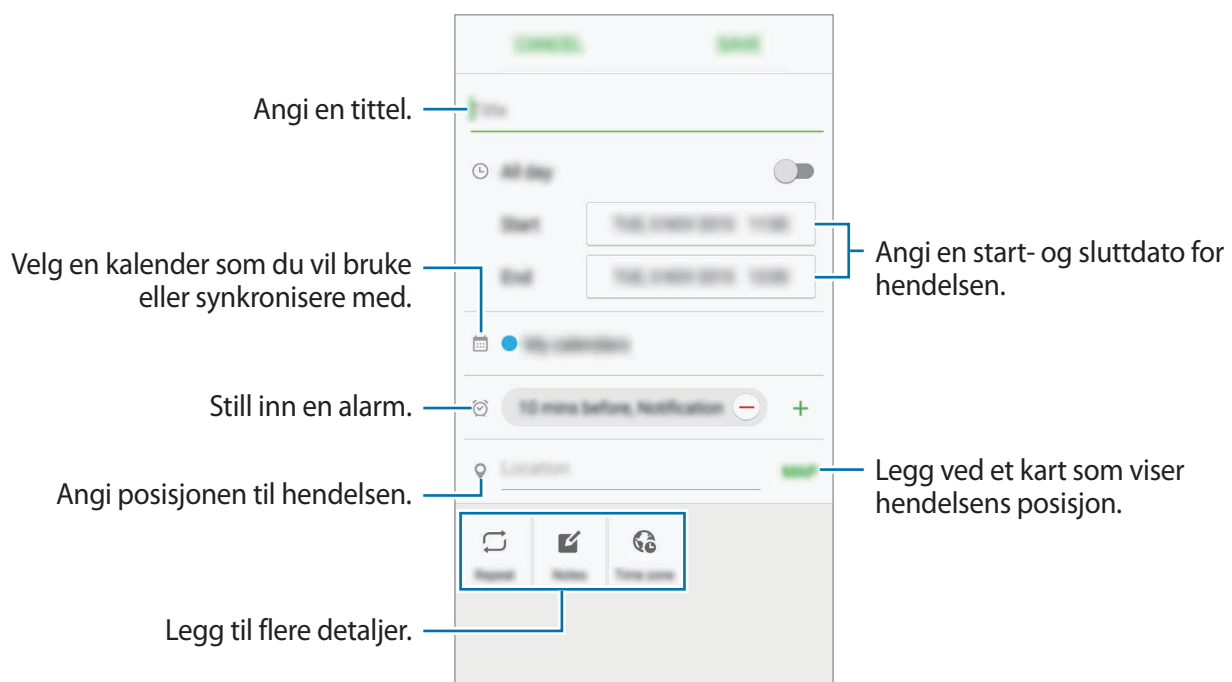 CANCEL SAVE
Angi en tittel.
Title
All day
Start
Angi en start- og sluttdato for
hendelsen.
Velg en kalender som du vil bruke
eller synkronisere med.
End
My calendars
Still inn en alarm.
10 mins before, Notification
Angi posisjonen til hendelsen.
Location
MAP
Legg ved et kart som viser
hendelsens posisjon.
Repeat Notes Time zone
Legg til flere detaljer.